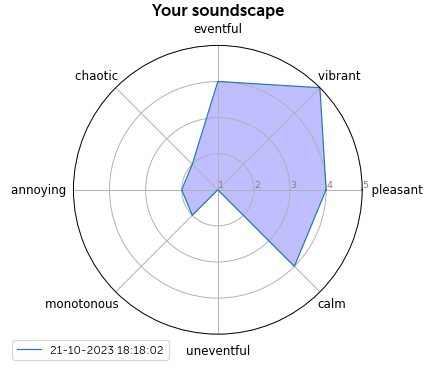 Your soundscape
eventful
chaotic
vibrant
annoying
1
2
3
4
5
pleasant
monotonous
calm
uneventful
21-10-2023 18:18:02